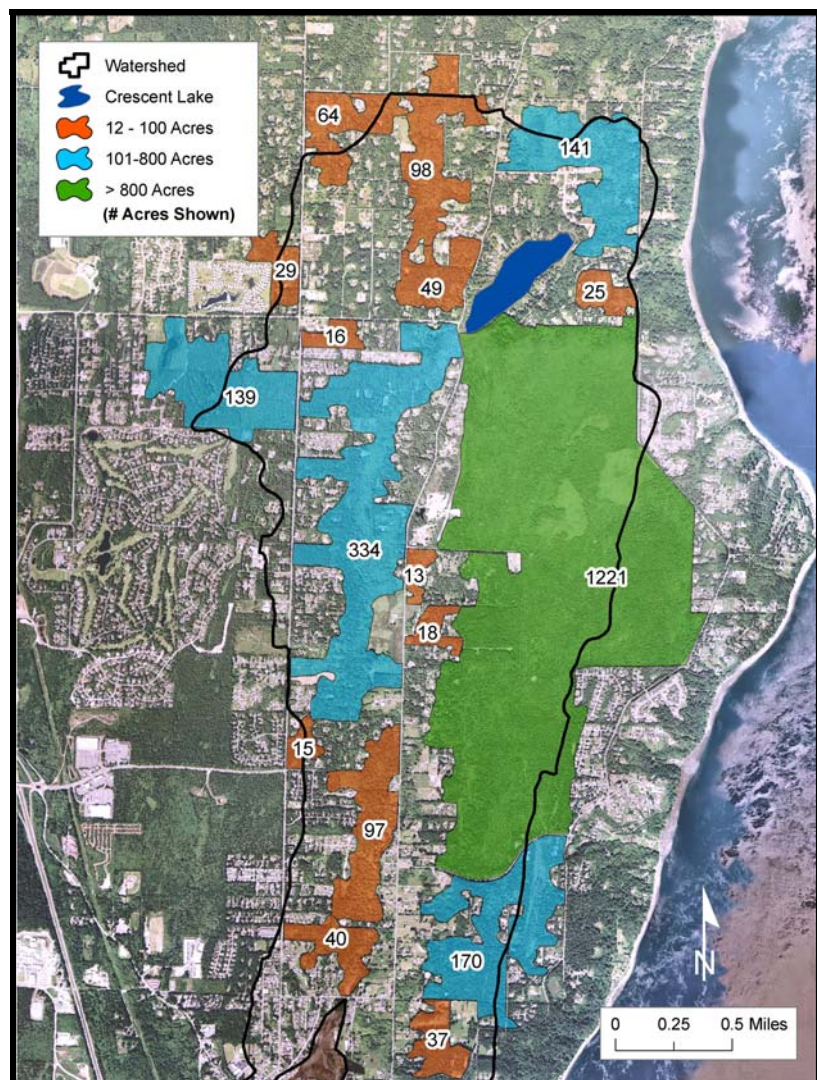 Watershed
Crescent Lake
12 - 100 Acres
101-800 Acres
> 800 Acres
(# Acres Shown)
64
98
141
29
49
25
16
139
334
13
1221
18
15
97
40
170
37
N
0 0.25 0.5 Miles